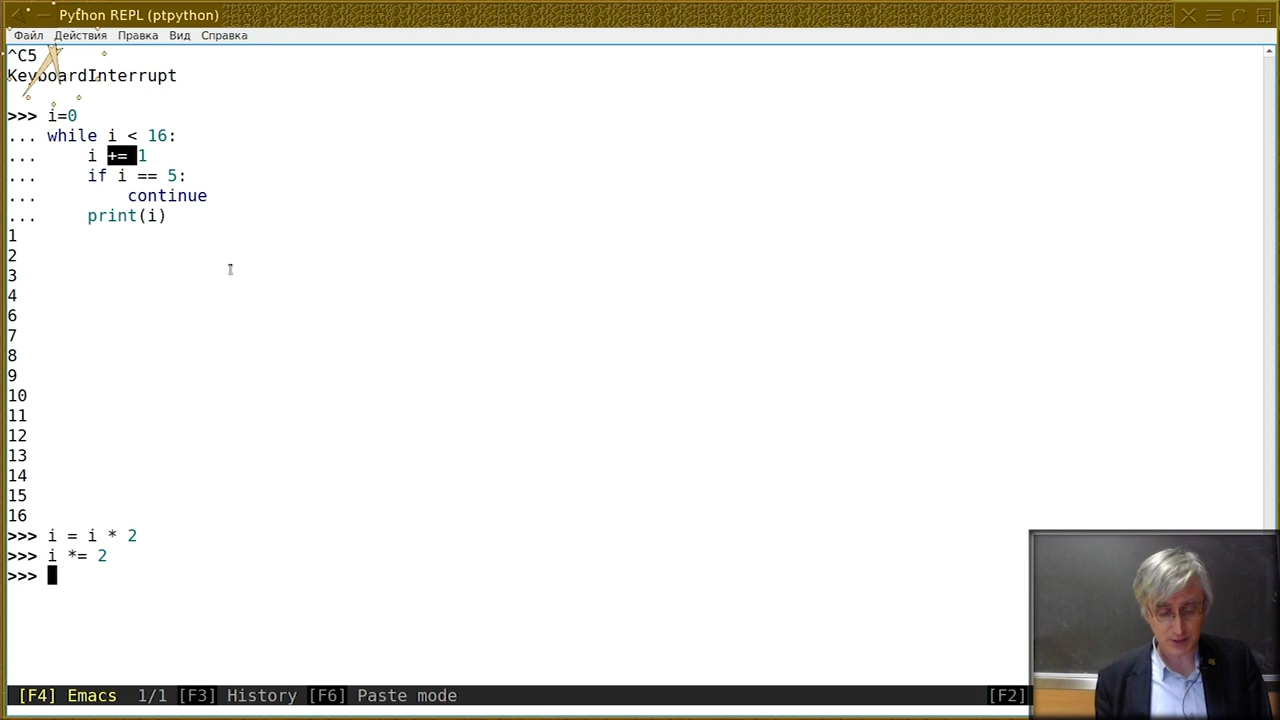 Python REPL (ptpython)
Файл Действия Правка Вид Справка
^C5
KeyboardInterrupt
>>> i=0
... while i < 16:
...     i += 1
...     if i == 5:
...         continue
...     print(i)
1
2
3
4
6
7
8
9
10
11
12
13
14
15
16
>>> i = i * 2
>>> i *= 2
>>>
[F4] Emacs  1/1 [F3] History [F6] Paste mode [F2]